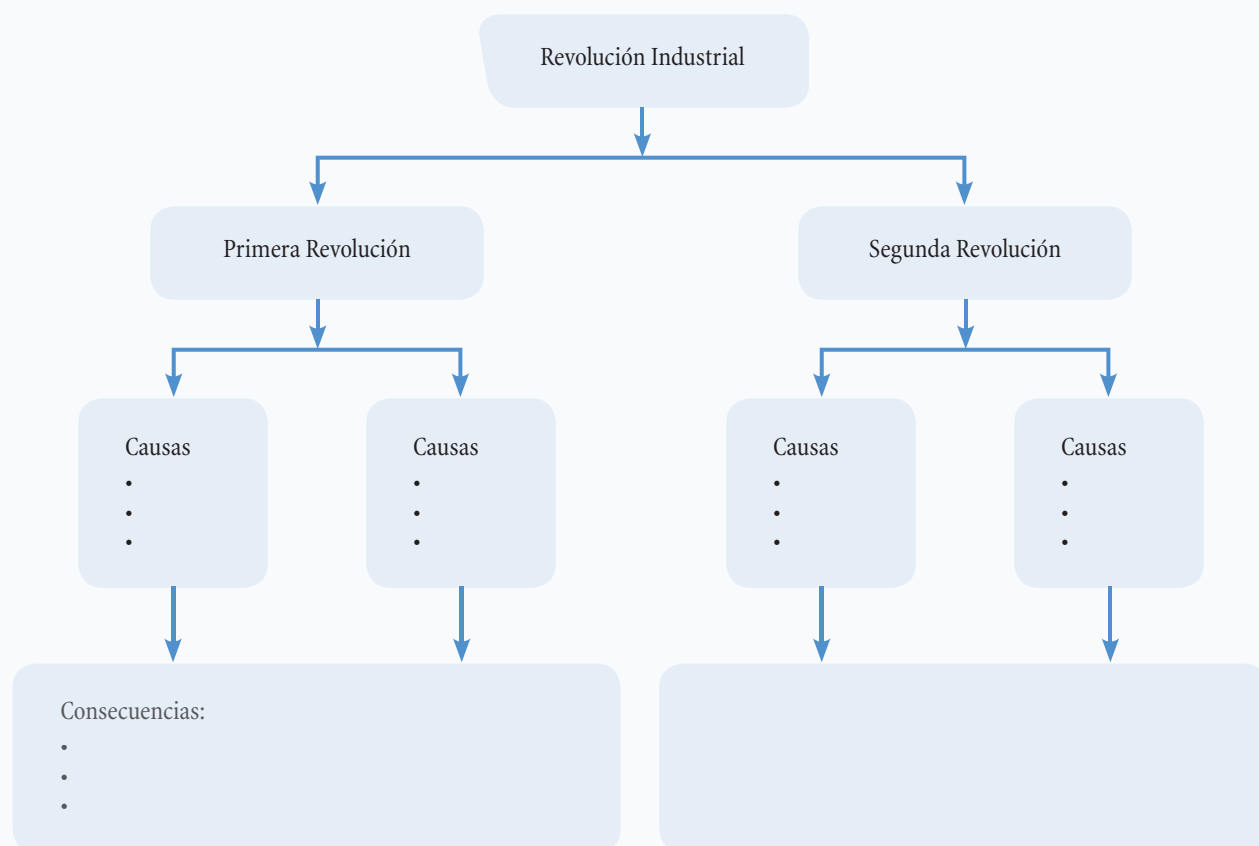 Revolución Industrial
Primera Revolución
Segunda Revolución
Causas
•
•
•
Causas
•
•
•
Causas
•
•
•
Causas
•
•
•
Consecuencias:
•
•
•